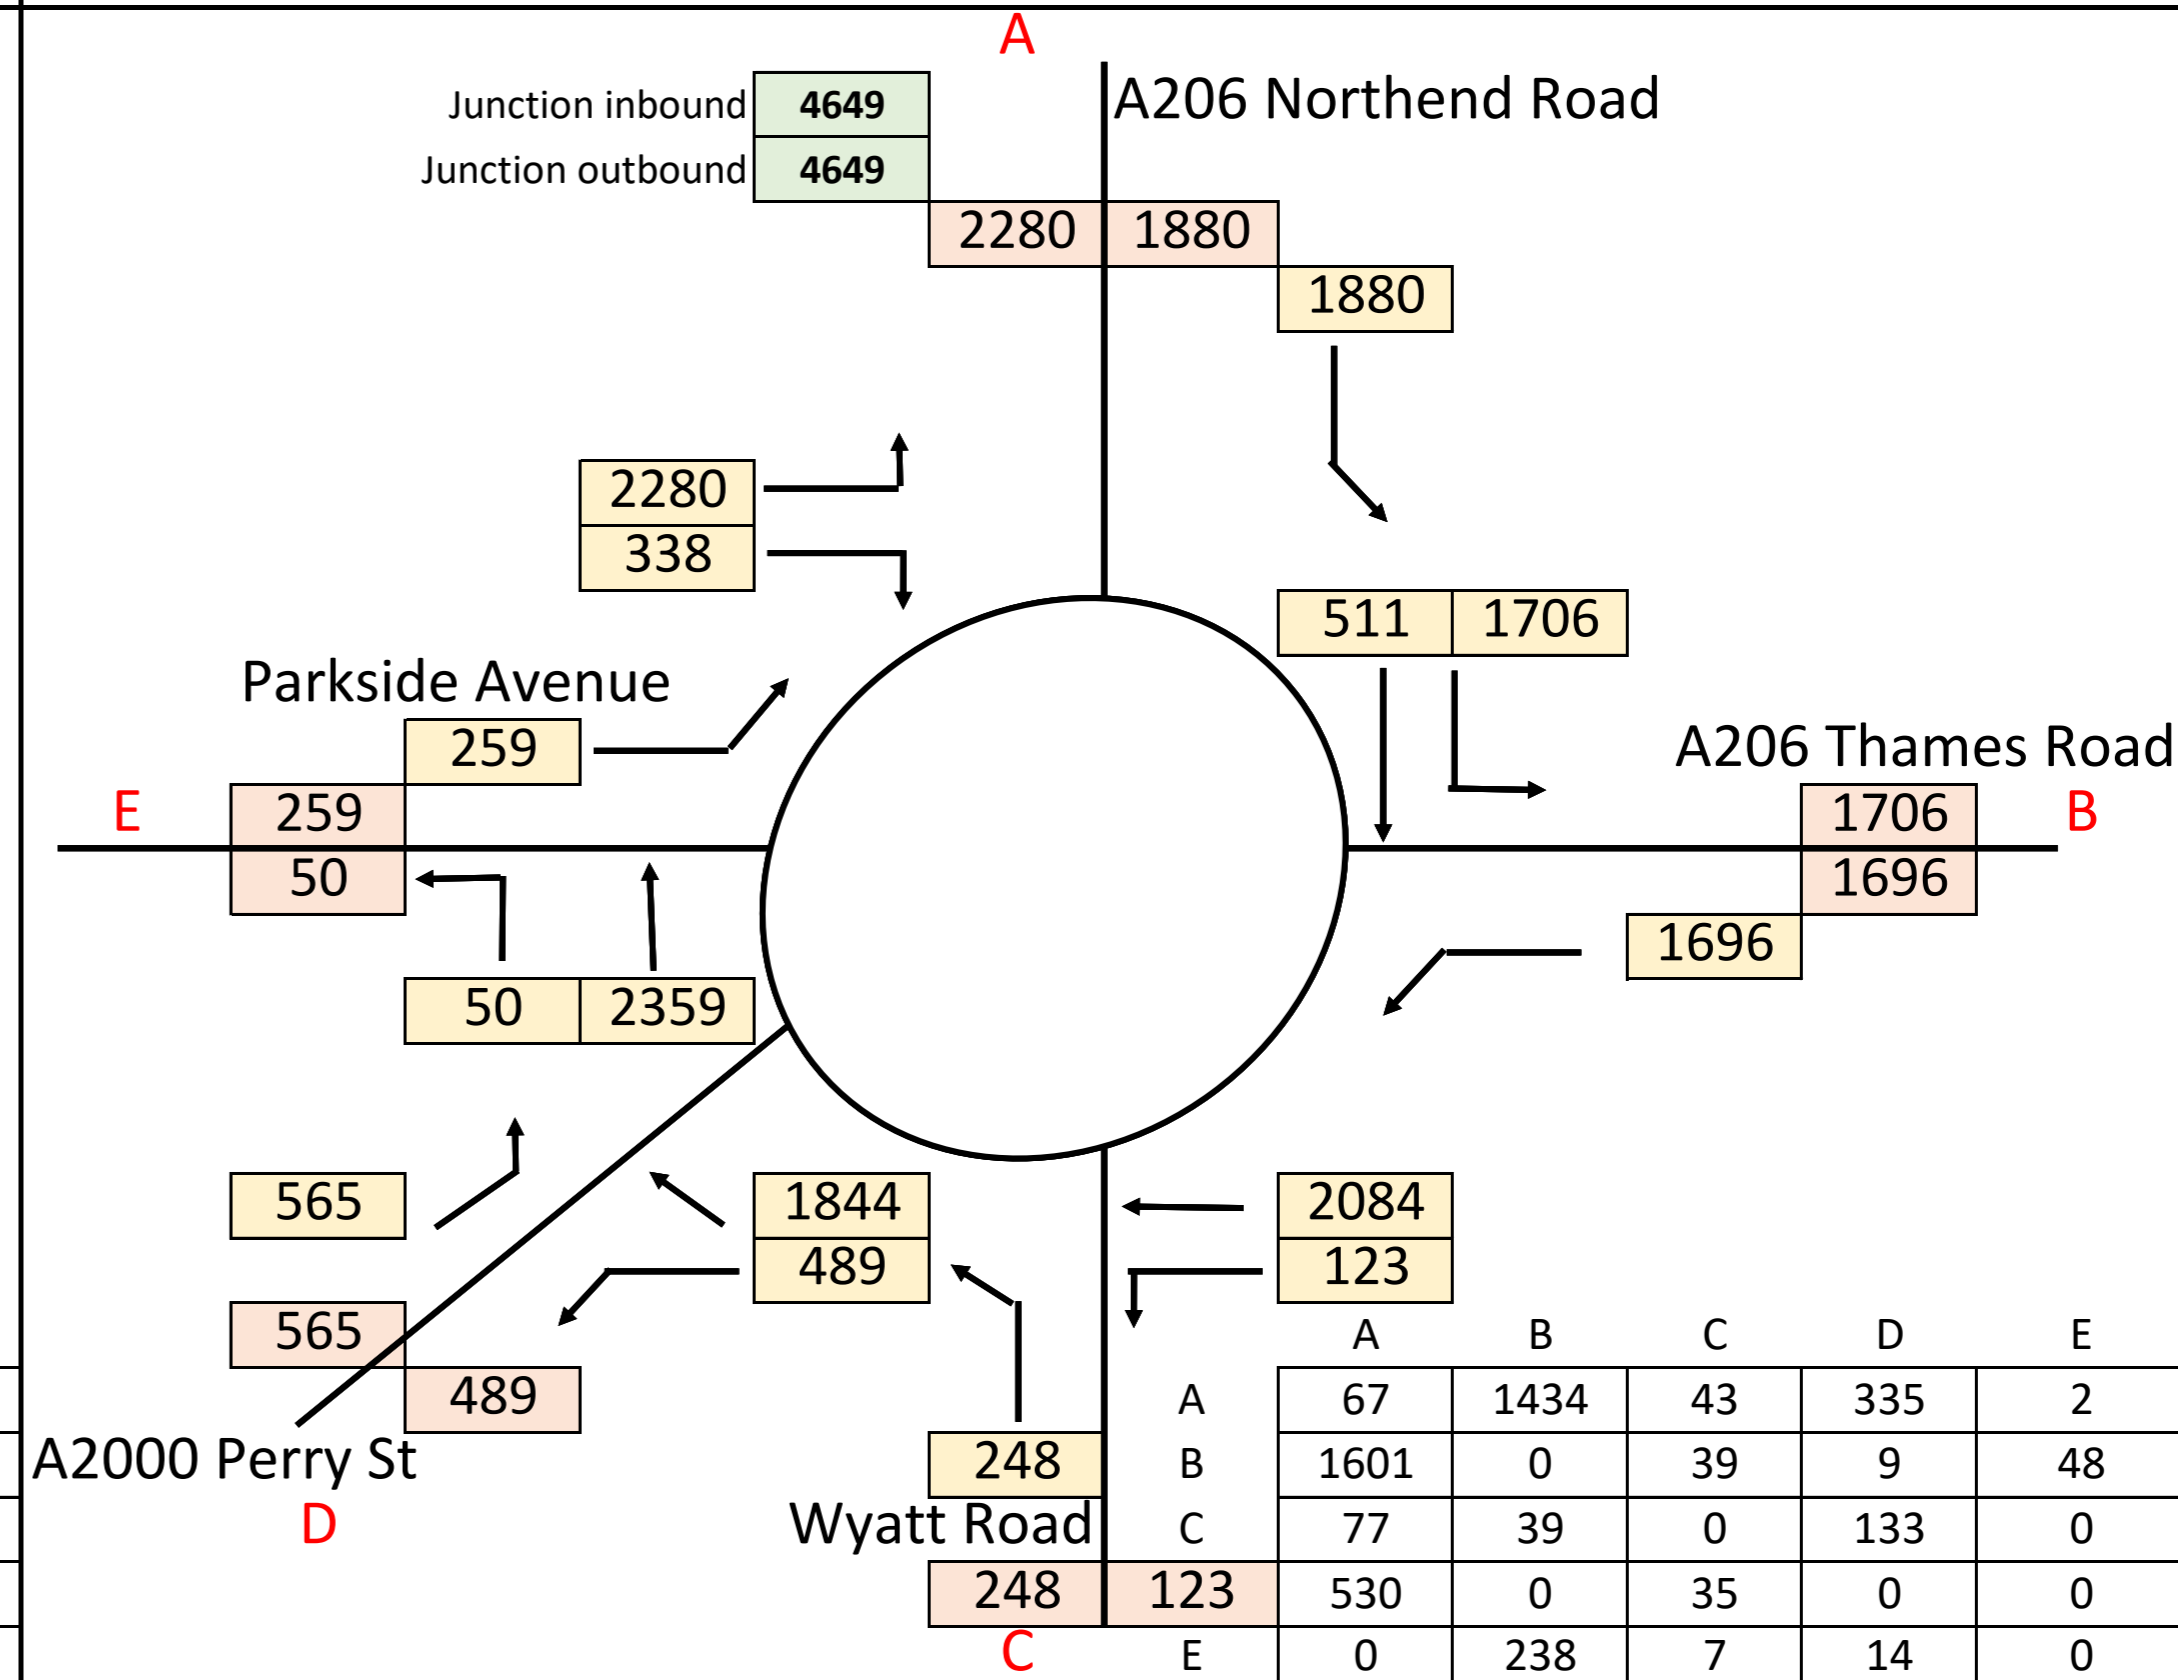 A
Junction inbound 4649
A206 Northend Road
Junction outbound 4649
2280 1880
1880
2280
338
511 1706
Parkside Avenue
259
A206 Thames Road
E 259
1706 B
50
1696
1696
50 2359
565
1844
2084
489
123
565
489
A2000 Perry St
D
248
Wyatt Road
248 123
C
A B C D E
A 67 1434 43 335 2
B 1601 0 39 9 48
C 77 39 0 133 0
530 0 35 0 0
E 0 238 7 14 0